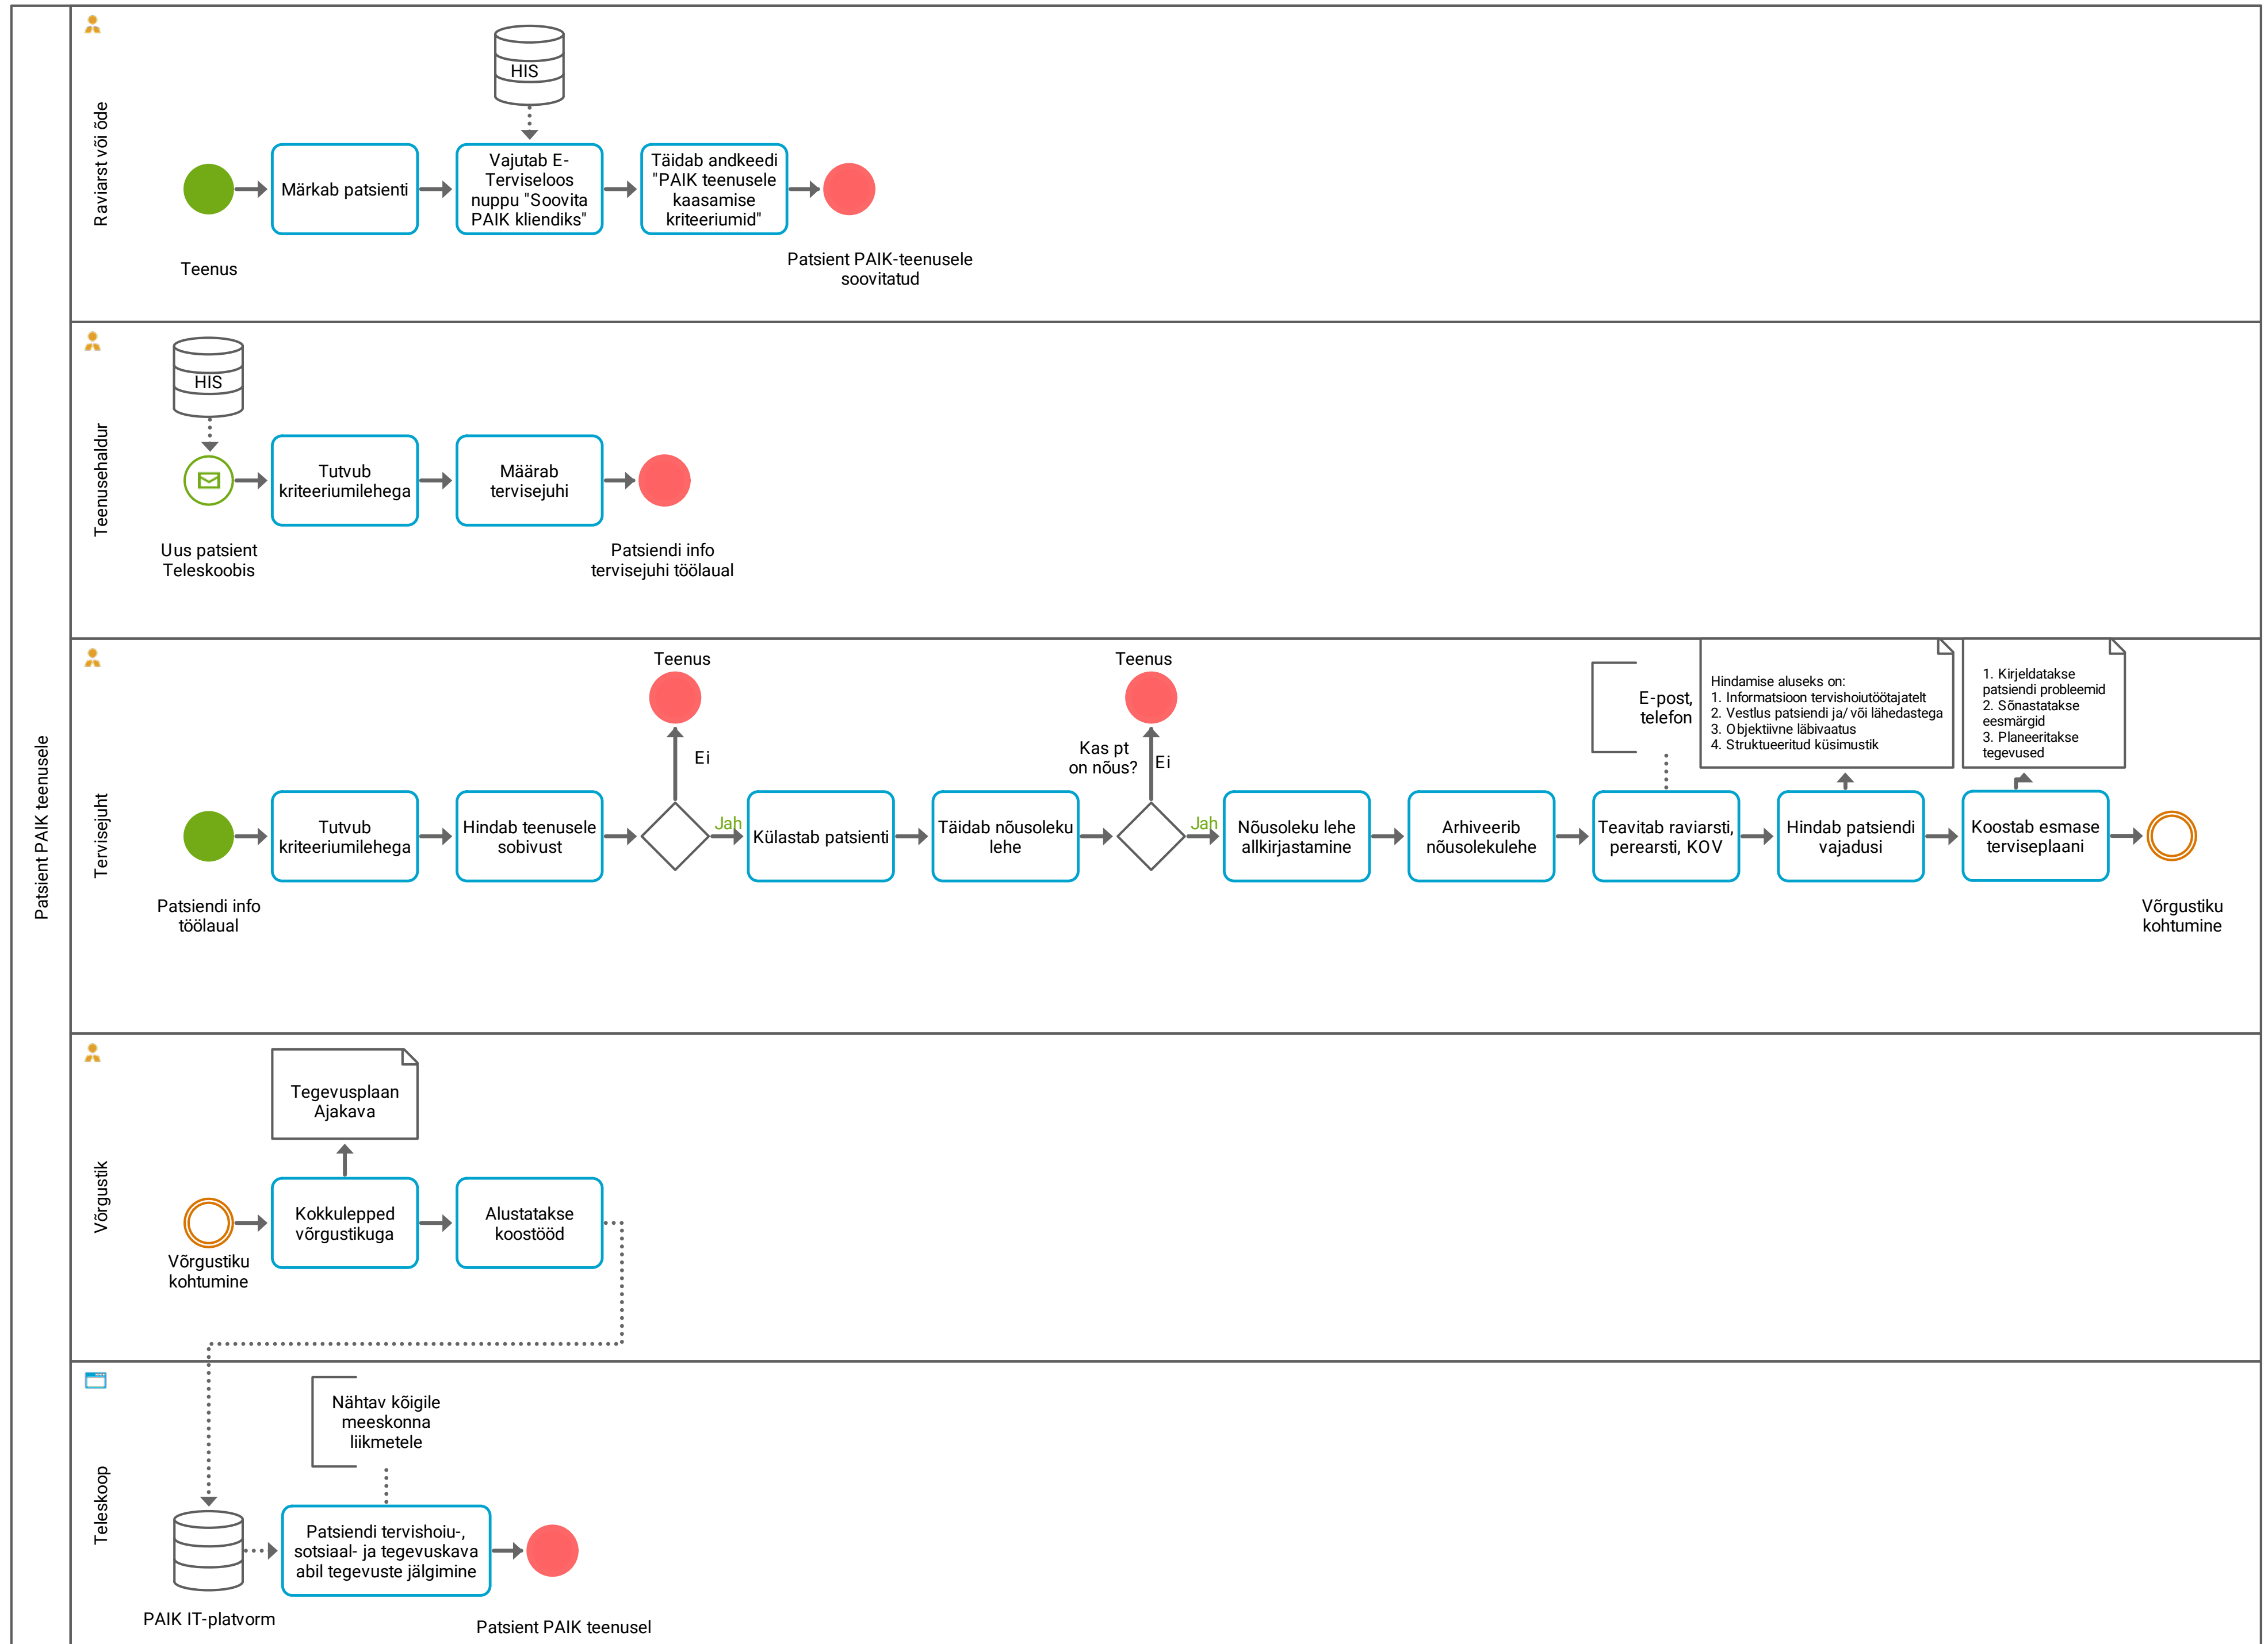 Patsient PAIK teenusele
Raviarst või õde
HIS
Teenus
Märkab patsienti
Vajutab E-
Terviseloos
nuppu "Soovita
PAIK kliendiks"
Täidab andkeedi
"PAIK teenusele
kaasamise
kriteeriumid"
Patsient PAIK-teenusele
soovitatud
Teenusehaldur
HIS
Uus patsient
Teleskoobis
Tutvub
kriteeriumilehega
Määrab
tervisejuhi
Patsiendi info
tervisejuhi töölaual
Tervisejuht
Patsiendi info
töölaual
Tutvub
kriteeriumilehega
Hindab teenusele
sobivust
Teenus
Ei
Jah
Külastab patsienti
Täidab nõusoleku
lehe
Teenus
Kas pt
on nõus?
Ei
Jah
Nõusoleku lehe
allkirjastamine
Arhiveerib
nõusolekulehe
E-post,
telefon
Teavitab raviarsti,
perearsti, KOV
Hindamise aluseks on:
1. Informatsioon tervishoiutöötajatelt
2. Vestlus patsiendi ja/ või lähedastega
3. Objektiivne läbivaatus
4. Struktueeritud küsimustik
Hindab patsiendi
vajadusi
1. Kirjeldatakse
patsiendi probleemid
2. Sõnastatakse
eesmärgid
3. Planeeritakse
tegevused
Koostab esmase
terviseplaani
Võrgustiku
kohtumine
Võrgustik
Võrgustiku
kohtumine
Tegevusplaan
Ajakava
Kokkulepped
võrgustikuga
Alustatakse
koostööd
Teleskoop
PAIK IT-platvorm
Nähtav kõigile
meeskonna
liikmetele
Patsiendi tervishoiu-,
sotsiaal- ja tegevuskava
abil tegevuste jälgimine
Patsient PAIK teenusel